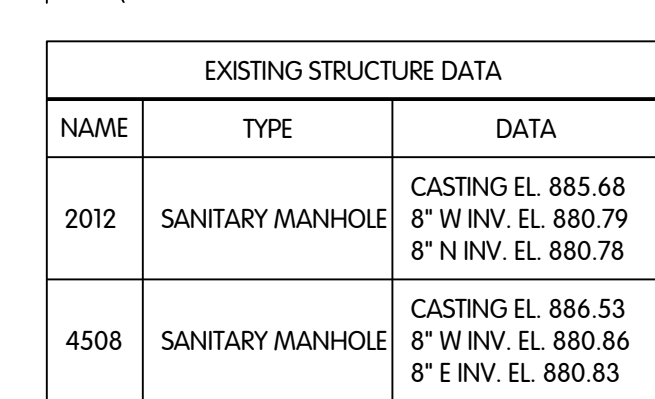 EXISTING STRUCTURE DATA
NAME TYPE DATA
2012 SANITARY MANHOLE CASTING EL. 885.68
8" W INV. EL. 880.79
8" N INV. EL. 880.78
4508 SANITARY MANHOLE CASTING EL. 886.53
8" W INV. EL. 880.86
8" E INV. EL. 880.83